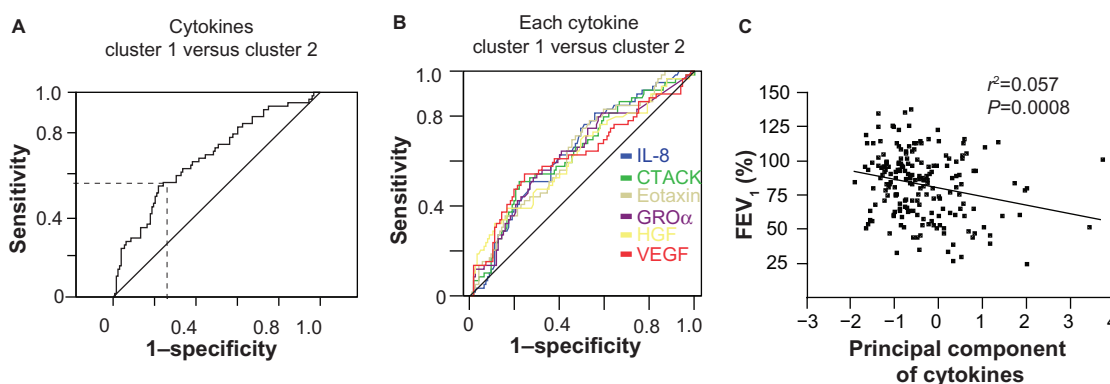 A
Cytokines
cluster 1 versus cluster 2
1.0
0.8
0.4
0
0
0.4
0.8
1.0
Sensitivity
1–specificity
B
Each cytokine
cluster 1 versus cluster 2
1.0
0.8
0.4
0
0
0.4
0.8
1.0
Sensitivity
1–specificity
IL-8
CTACK
Eotaxin
GROα
HGF
VEGF
C
r²=0.057
P=0.0008
150
125
100
75
50
25
FEV₁ (%)
−3
−2
−1
0
1
2
3
4
Principal component
of cytokines